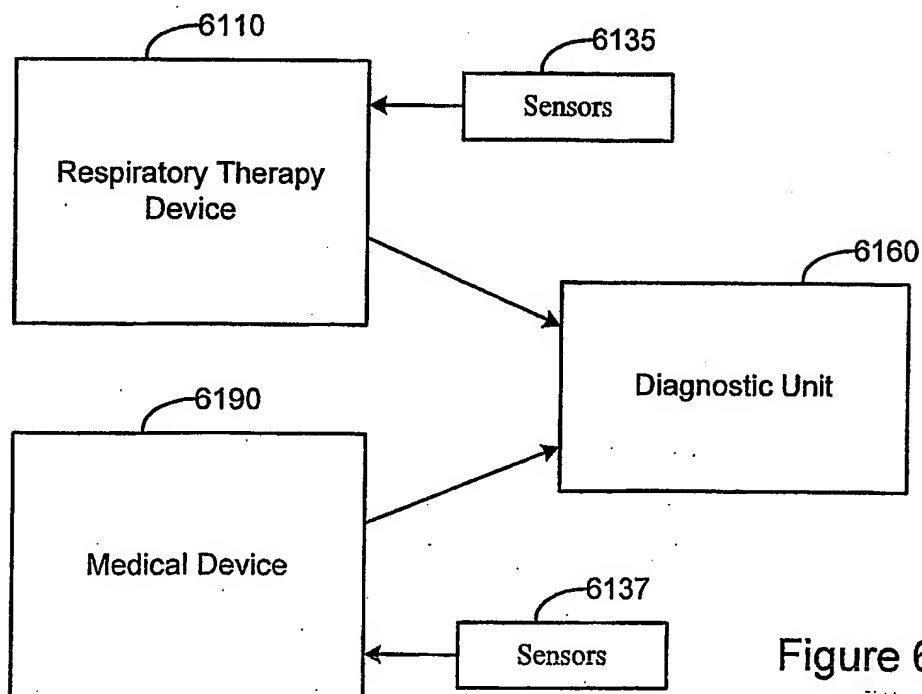 6110
6135
Sensors
Respiratory Therapy
Device
6160
Diagnostic Unit
6190
Medical Device
6137
Sensors
Figure 6